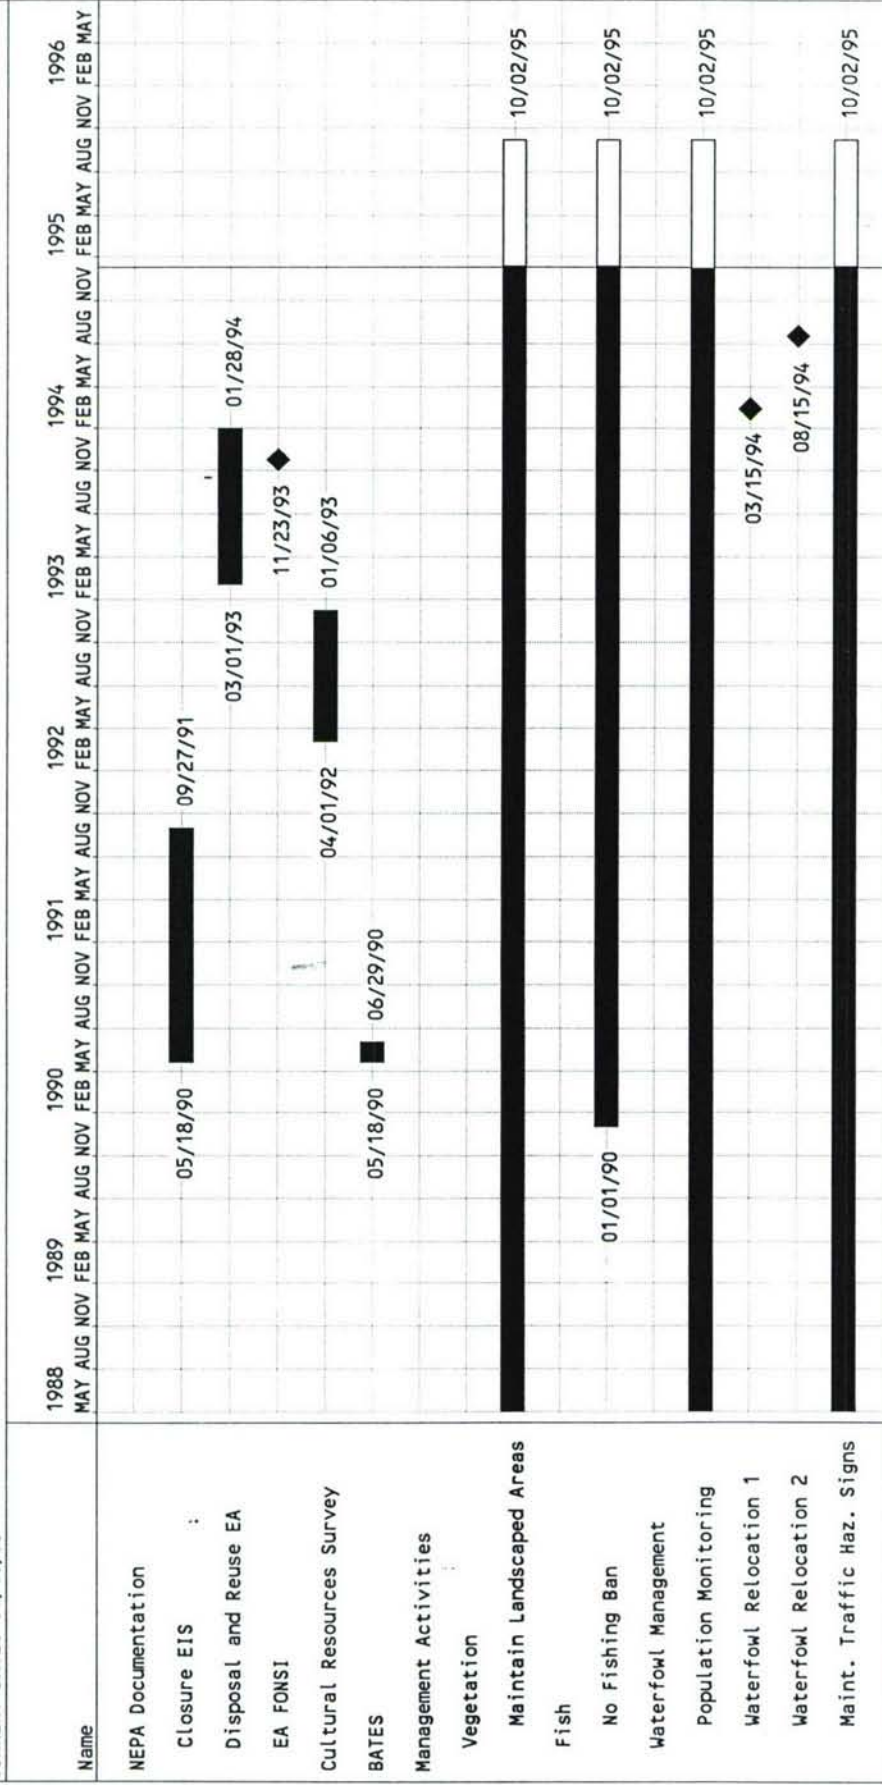 1988 1989 1990 1991 1992 1993 1994 1995 1996
Name MAY AUG NOV FEB MAY AUG NOV FEB MAY AUG NOV FEB MAY AUG NOV FEB MAY AUG NOV FEB MAY AUG NOV FEB MAY AUG NOV FEB MAY AUG NOV FEB MAY
NEPA Documentation
Closure EIS 05/18/90 09/27/91
Disposal and Reuse EA 03/01/93 01/28/94
EA FONSI 11/23/93
Cultural Resources Survey 04/01/92 01/06/93
BATES 05/18/90 06/29/90
Management Activities
Vegetation
Maintain Landscaped Areas 10/02/95
Fish
No Fishing Ban 01/01/90 10/02/95
Waterfowl Management
Population Monitoring 10/02/95
Waterfowl Relocation 1 03/15/94
Waterfowl Relocation 2 08/15/94
Maint. Traffic Haz. Signs 10/02/95